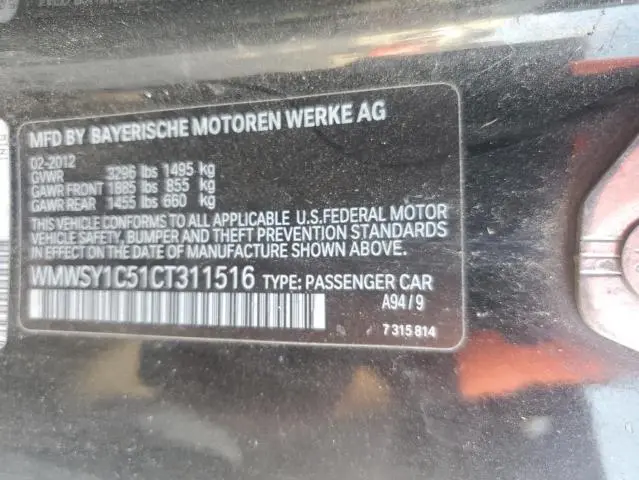 MFD BY BAYERISCHE MOTOREN WERKE AG
02-2012
GVWR 3296 lbs 1495 kg
GAWR FRONT 1885 lbs 855 kg
GAWR REAR 1455 lbs 660 kg
THIS VEHICLE CONFORMS TO ALL APPLICABLE U.S.FEDERAL MOTOR
VEHICLE SAFETY, BUMPER AND THEFT PREVENTION STANDARDS
IN EFFECT ON THE DATE OF MANUFACTURE SHOWN ABOVE.
WMWSY1C51CT311516 TYPE: PASSENGER CAR
A94/9
7 315 814